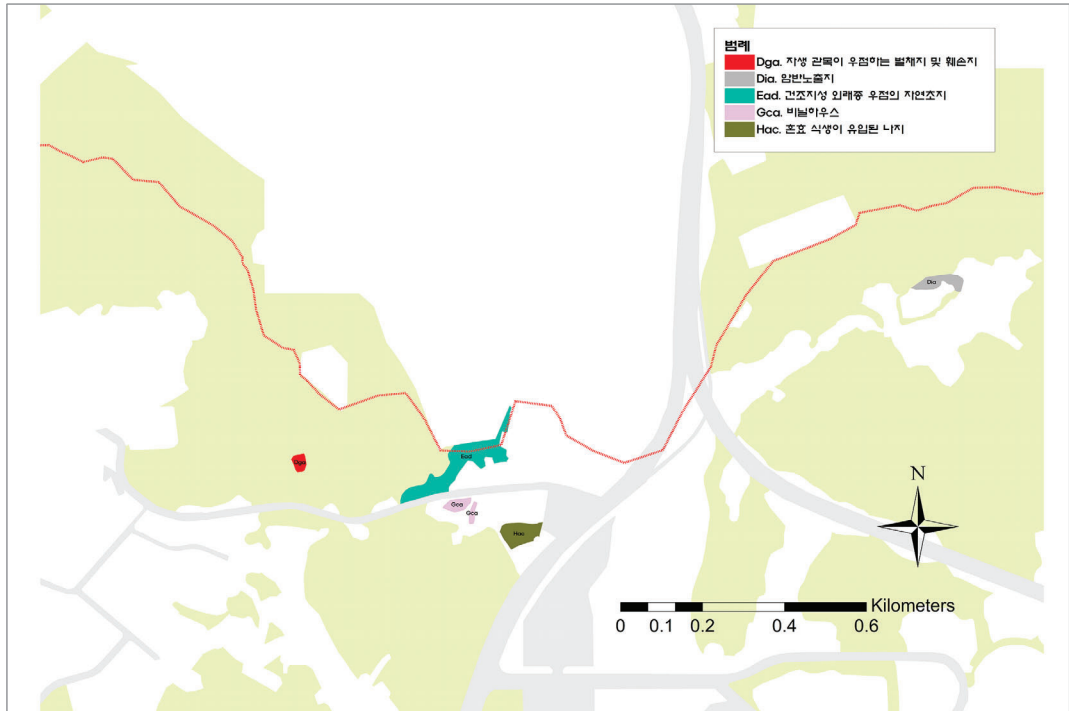 범례
Dga. 자생 관목이 우점하는 벌채지 및 훼손지
Dia. 암반노출지
Ead. 건조지성 외래종 우점의 자연초지
Gca. 비닐하우스
Hac. 혼효 식생이 유입된 나지
Dia
Dga
Ead
Gca
Gca
Hac
N
Kilometers
0 0.1 0.2 0.4 0.6